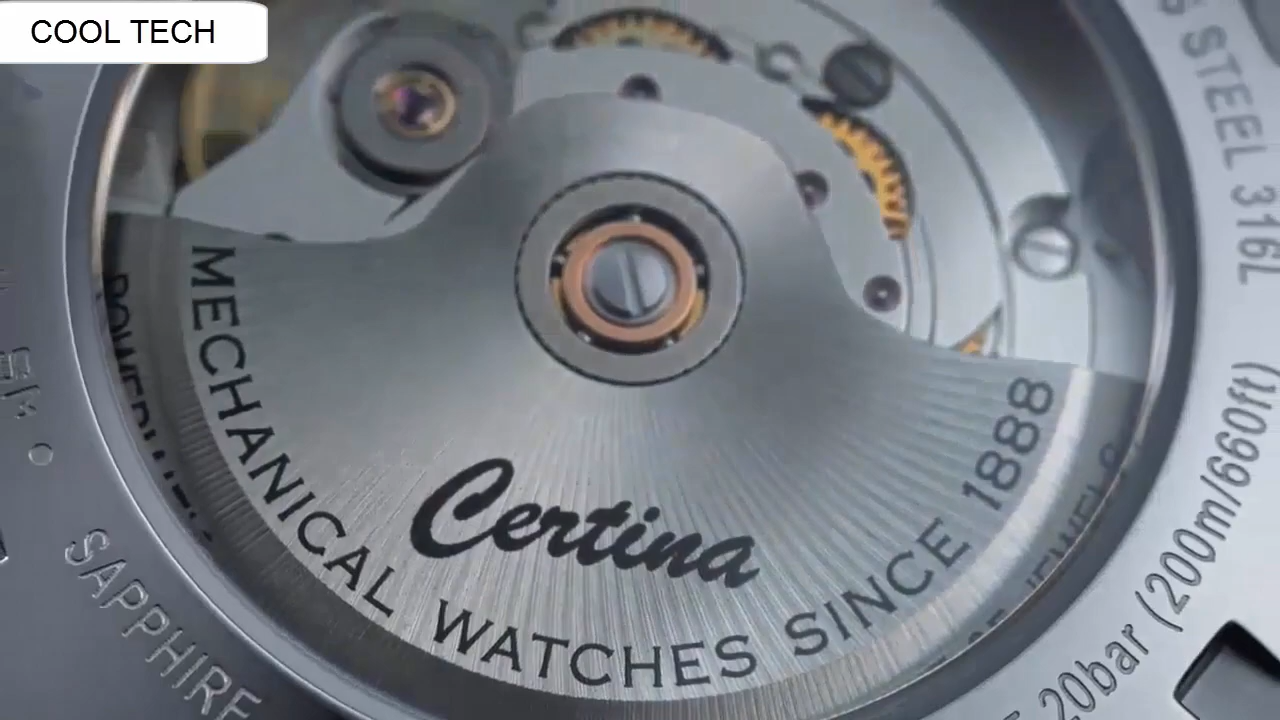 COOL TECH
S STEEL 316L
MECHANICAL WATCHES SINCE 1888
Certina
SAPPHIRE
20bar (200m/660ft)